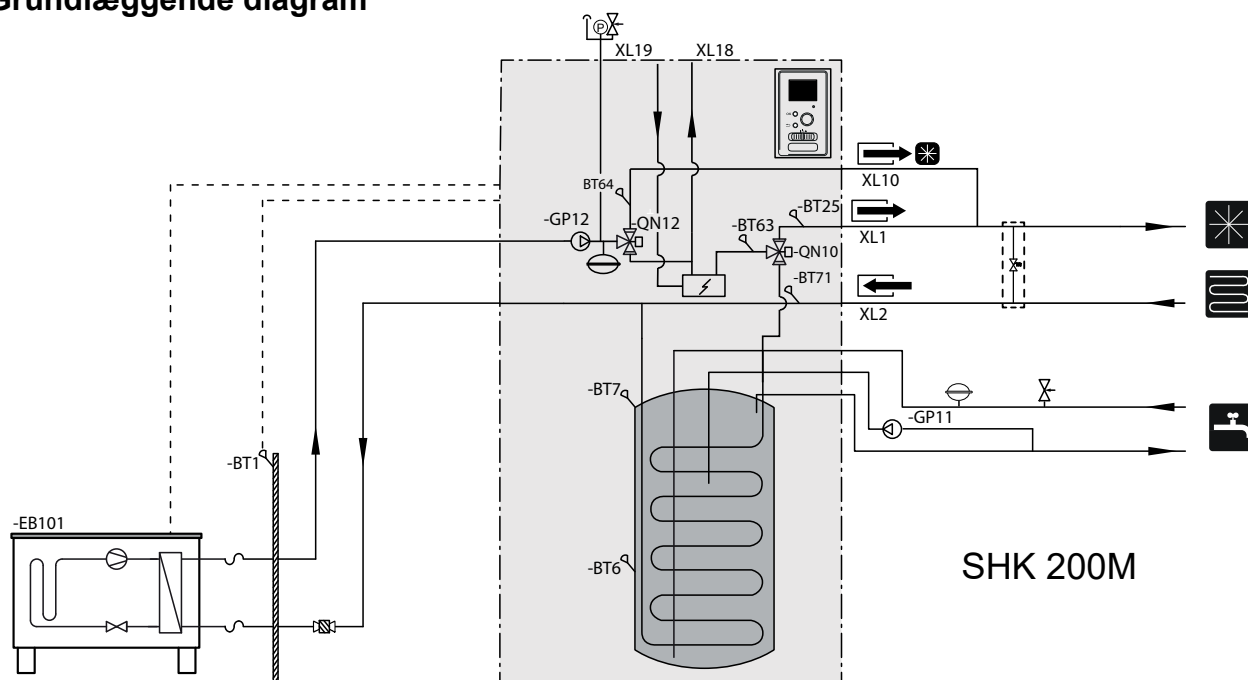 Grundlæggende diagram
P
XL19
XL18
BT64
XL10
-GP12
-QN12
-BT63
-BT25
XL1
-QN10
-BT71
XL2
-BT7
-GP11
-BT1
-EB101
-BT6
SHK 200M